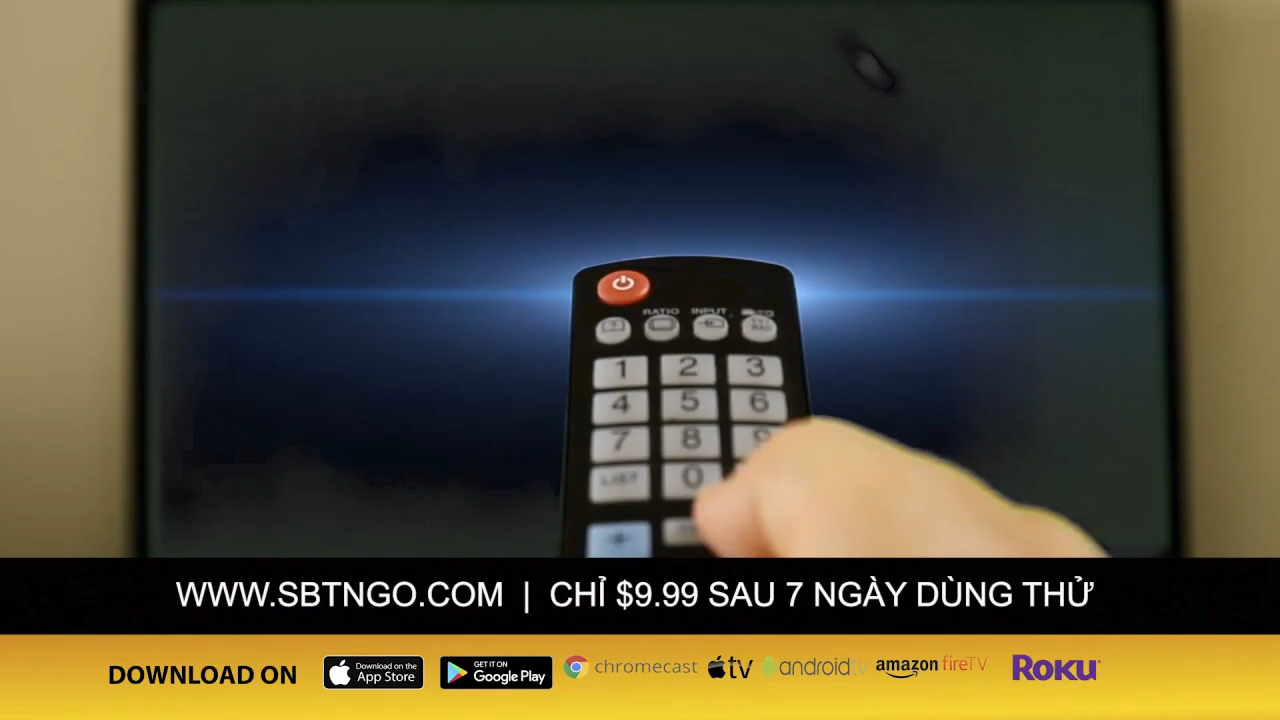 RATIO INPUT
1 2 3
4 5 6
7 8 9
LIST 0
+
WWW.SBTNGO.COM | CHỈ $9.99 SAU 7 NGÀY DÙNG THỬ
DOWNLOAD ON
Download on the
App Store
GET IT ON
Google Play
chromecast
tv
androidtv
amazon fireTV
ROKU